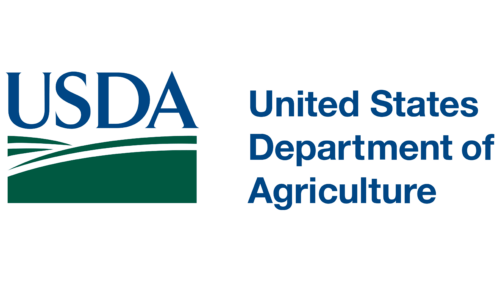 USDA
United States
Department of
Agriculture